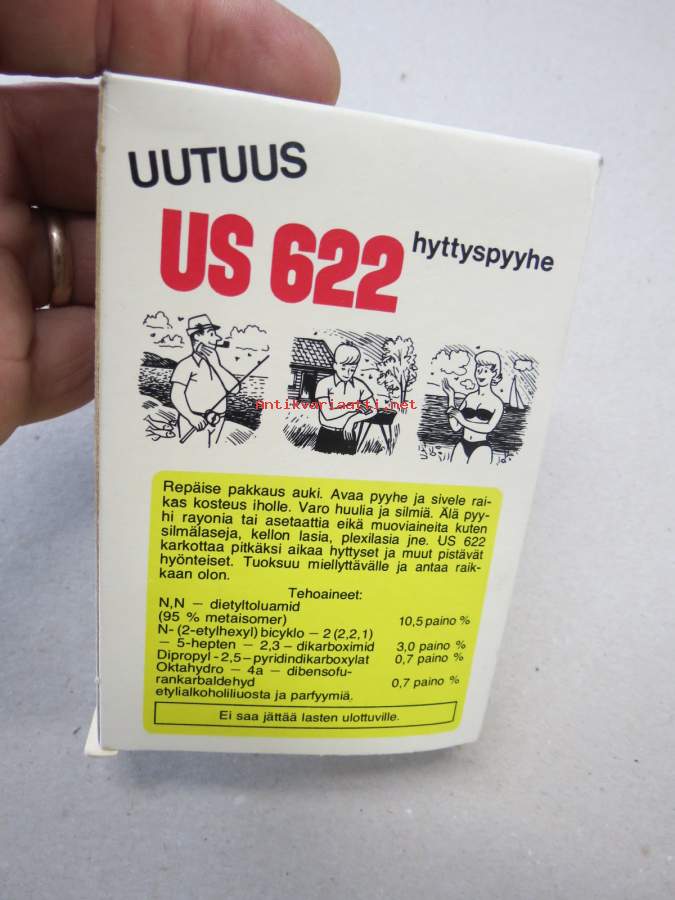 UUTUUS
US 622 hyttyspyyhe
Antikvariaatti.net
Repäise pakkaus auki. Avaa pyyhe ja sivele rai-
kas kosteus iholle. Varo huulia ja silmiä. Älä pyy-
hi rayonia tai asetaattia eikä muoviaineita kuten
silmälaseja, kellon lasia, plexilasia jne. US 622
karkottaa pitkäksi aikaa hyttyset ja muut pistävät
hyönteiset. Tuoksuu miellyttävälle ja antaa raik-
kaan olon.
Tehoaineet:
N,N – dietyltoluamid
(95 % metaisomer) 10,5 paino %
N- (2-etylhexyl) bicyklo – 2 (2,2,1)
– 5-hepten – 2,3 – dikarboximid 3,0 paino %
Dipropyl - 2,5 – pyridindikarboxylat 0,7 paino %
Oktahydro – 4a – dibensofu-
rankarbaldehyd 0,7 paino %
etylialkoholiliuosta ja parfyymiä.
Ei saa jättää lasten ulottuville.